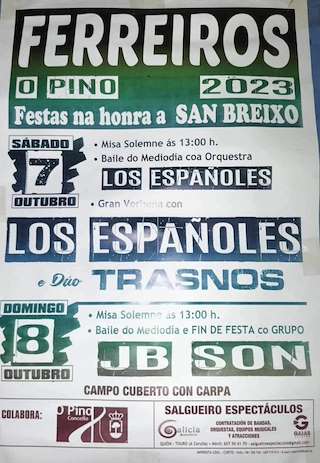 FERREIROS
O PINO 2023
Festas na honra a SAN BREIXO
SÁBADO
7
OUTUBRO
• Misa Solemne ás 13:00 h.
• Baile do Mediodia coa Orquestra
LOS ESPAÑOLES
• Gran Verbena con
LOS ESPAÑOLES
e Dúo TRASNOS
DOMINGO
8
OUTUBRO
• Misa Solemne ás 13:00 h.
• Baile do Mediodia e FIN DE FESTA co GRUPO
JB SON
CAMPO CUBERTO CON CARPA
COLABORA:
O Pino
Concello
SALGUEIRO ESPECTÁCULOS
Galicia
CONTRATACIÓN DE BANDAS,
ORQUESTAS, EQUIPOS MUSICALES
Y ATRACCIONES
GAIAS